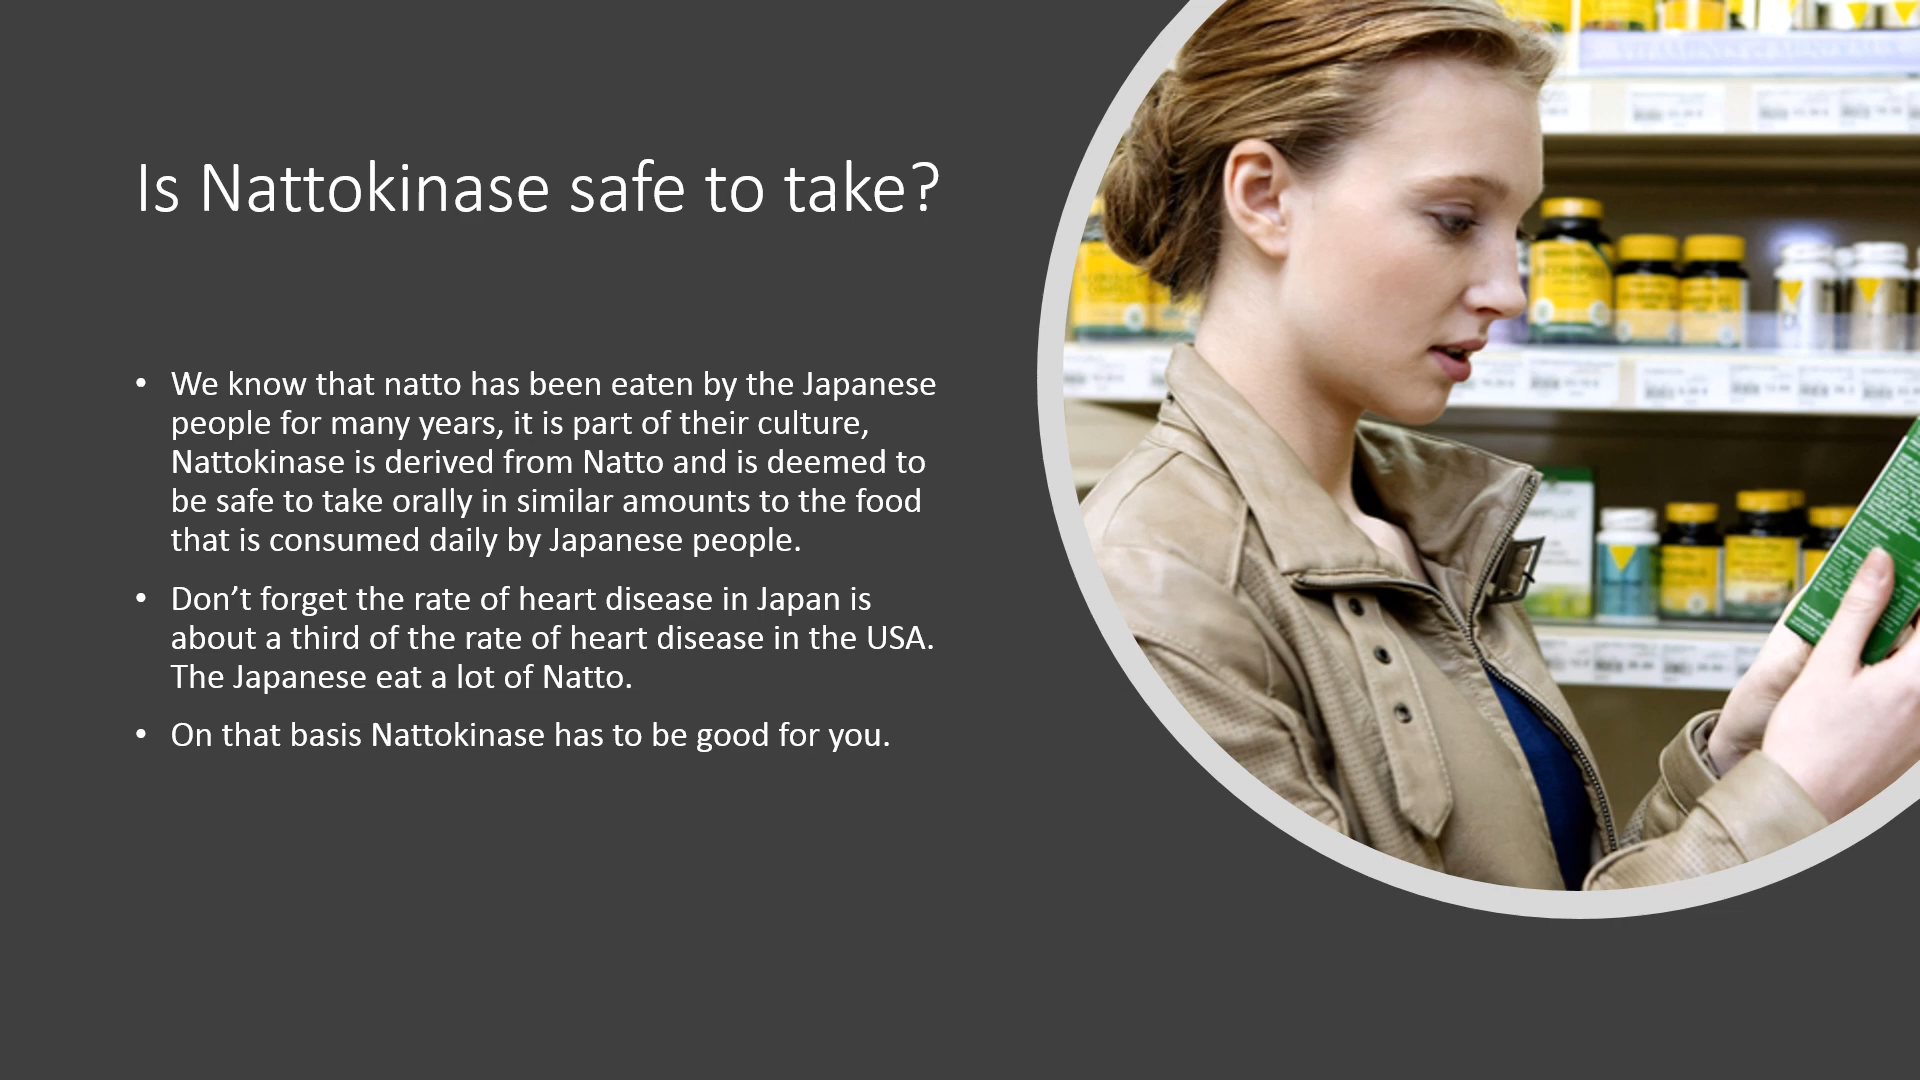 Is Nattokinase safe to take?
• We know that natto has been eaten by the Japanese
people for many years, it is part of their culture,
Nattokinase is derived from Natto and is deemed to
be safe to take orally in similar amounts to the food
that is consumed daily by Japanese people.
• Don’t forget the rate of heart disease in Japan is
about a third of the rate of heart disease in the USA.
The Japanese eat a lot of Natto.
• On that basis Nattokinase has to be good for you.